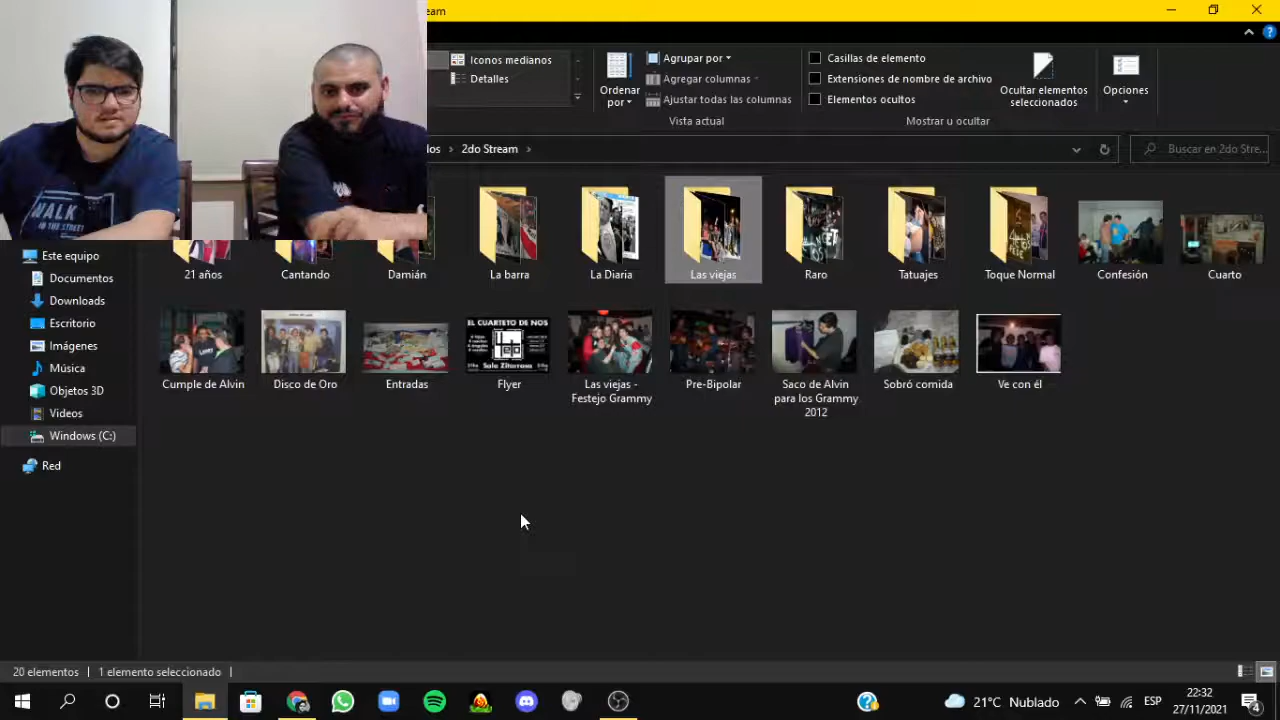 eam
Iconos medianos
Detalles
Ordenar
por
Agrupar por
Agregar columnas
Ajustar todas las columnas
Vista actual
Casillas de elemento
Extensiones de nombre de archivo
Elementos ocultos
Ocultar elementos
seleccionados
Mostrar u ocultar
Opciones
dos > 2do Stream >
Buscar en 2do Stre...
WALK
IN THE STREET
Este equipo
Documentos
Downloads
Escritorio
Imágenes
Música
Objetos 3D
Videos
Windows (C:)
Red
21 años
Cantando
Damián
La barra
La Diaria
Las viejas
Raro
Tatuajes
Toque Normal
Confesión
Cuarto
EL CUARTETO DE NOS
Sala Zitarrosa
Cumple de Alvin
Disco de Oro
Entradas
Flyer
Las viejas -
Festejo Grammy
Pre-Bipolar
Saco de Alvin
para los Grammy
2012
Sobró comida
Ve con él
20 elementos
1 elemento seleccionado
21°C Nublado
ESP
22:32
27/11/2021
4